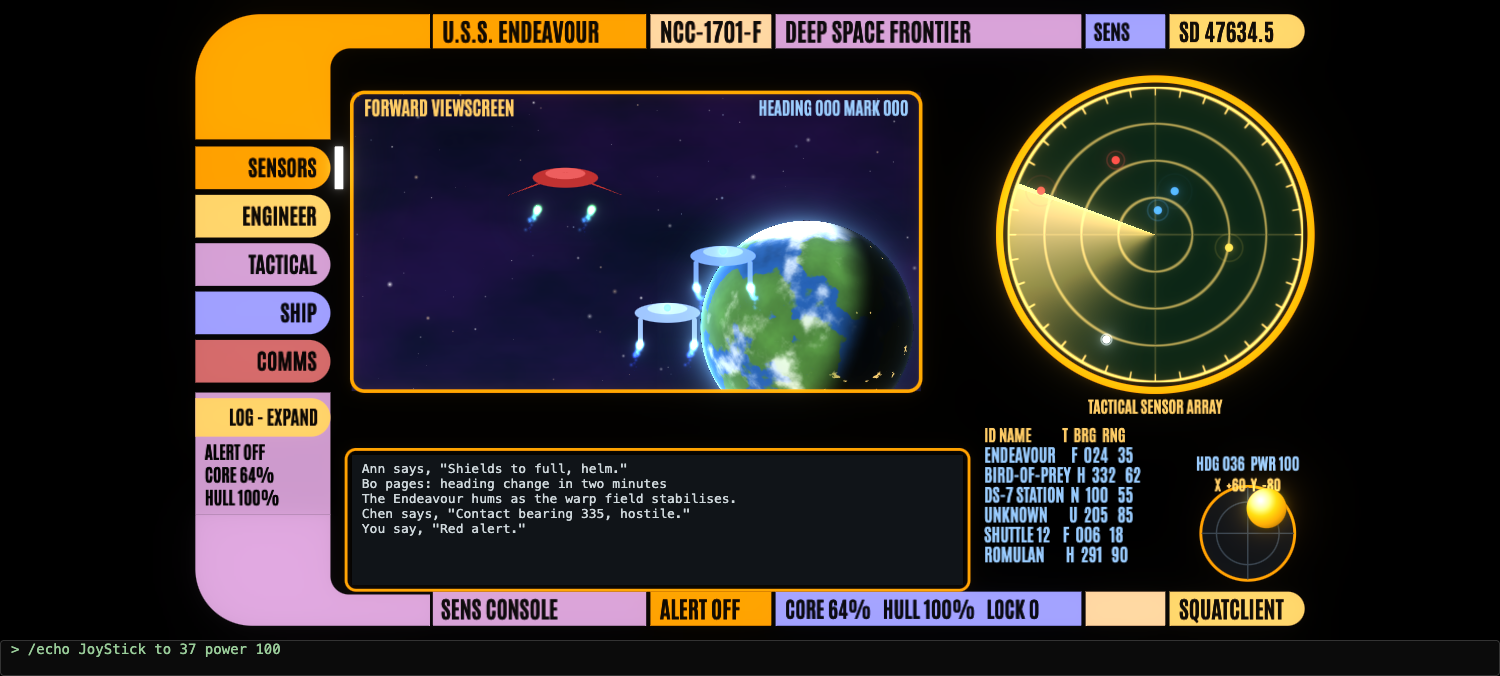 U.S.S. ENDEAVOUR NCC-1701-F DEEP SPACE FRONTIER SENS SD 47634.5
FORWARD VIEWSCREEN HEADING 000 MARK 000
SENSORS
ENGINEER
TACTICAL
SHIP
COMMS
LOG - EXPAND
ALERT OFF
CORE 64%
HULL 100%
TACTICAL SENSOR ARRAY
ID NAME T BRG RNG
ENDEAVOUR F 024 35
BIRD-OF-PREY H 332 62
DS-7 STATION N 100 55
UNKNOWN U 205 85
SHUTTLE 12 F 006 18
ROMULAN H 291 90
HDG 036 PWR 100
X +60 Y -80
Ann says, "Shields to full, helm."
Bo pages: heading change in two minutes
The Endeavour hums as the warp field stabilises.
Chen says, "Contact bearing 335, hostile."
You say, "Red alert."
SENS CONSOLE ALERT OFF CORE 64% HULL 100% LOCK 0 SQUATCLIENT
> /echo JoyStick to 37 power 100